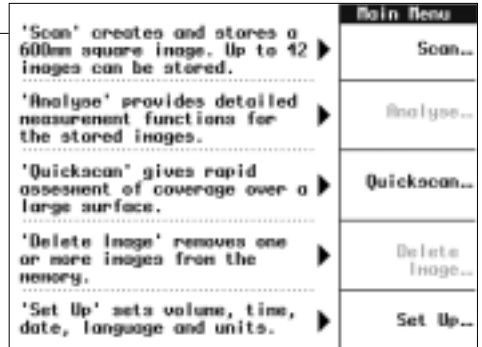 Main Menu
'Scan' creates and stores a
600mm square image. Up to 42
images can be stored.
Scan…
'Analyse' provides detailed
measurement functions for
the stored images.
Analyse…
'Quickscan' gives rapid
assesment of coverage over a
large surface.
Quickscan…
'Delete Image' removes one
or more images from the
memory.
Delete
Image…
'Set Up' sets volume, time,
date, language and units.
Set Up…